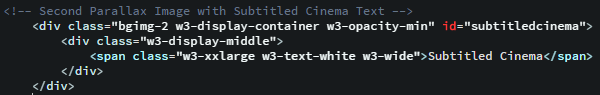 <!-- Second Parallax Image with Subtitled Cinema Text -->
<div class="bgimg-2 w3-display-container w3-opacity-min" id="subtitledcinema">
<div class="w3-display-middle">
<span class="w3-xxlarge w3-text-white w3-wide">Subtitled Cinema</span>
</div>
</div>